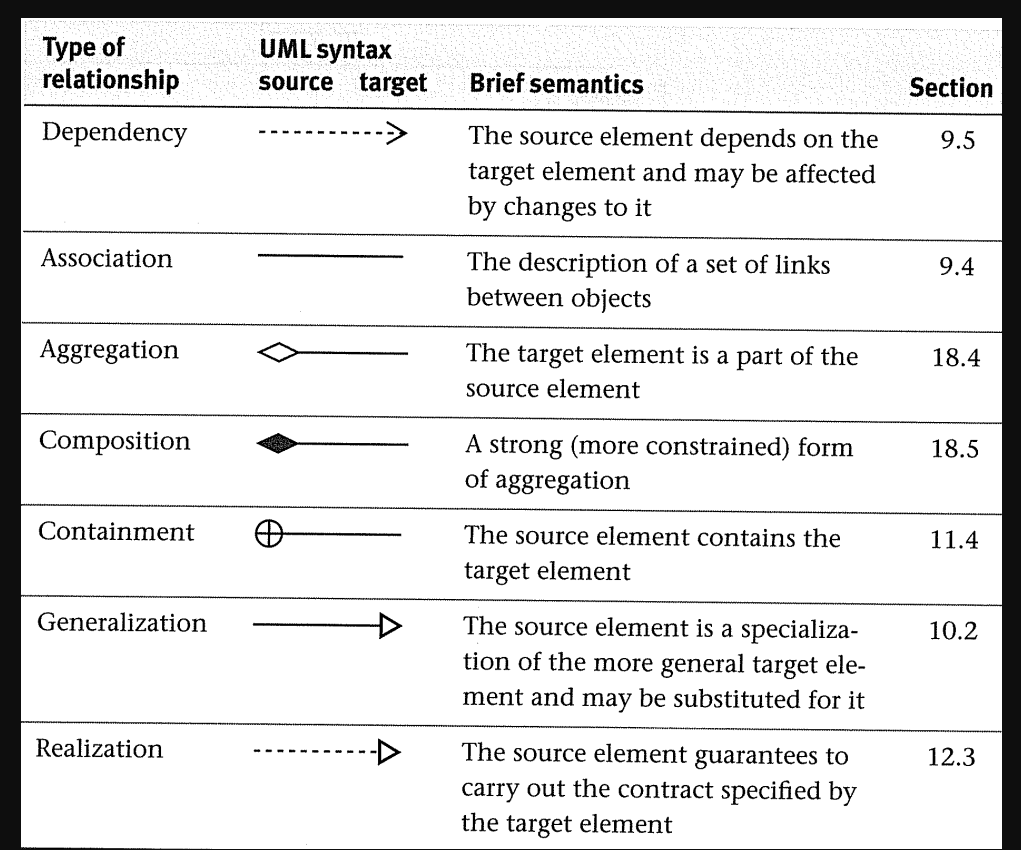 Type of relationship UML syntax source target Brief semantics Section
Dependency The source element depends on the 9.5
target element and may be affected
by changes to it
Association The description of a set of links 9.4
between objects
Aggregation The target element is a part of the 18.4
source element
Composition A strong (more constrained) form 18.5
of aggregation
Containment The source element contains the 11.4
target element
Generalization The source element is a specializa- 10.2
tion of the more general target ele-
ment and may be substituted for it
Realization The source element guarantees to 12.3
carry out the contract specified by
the target element